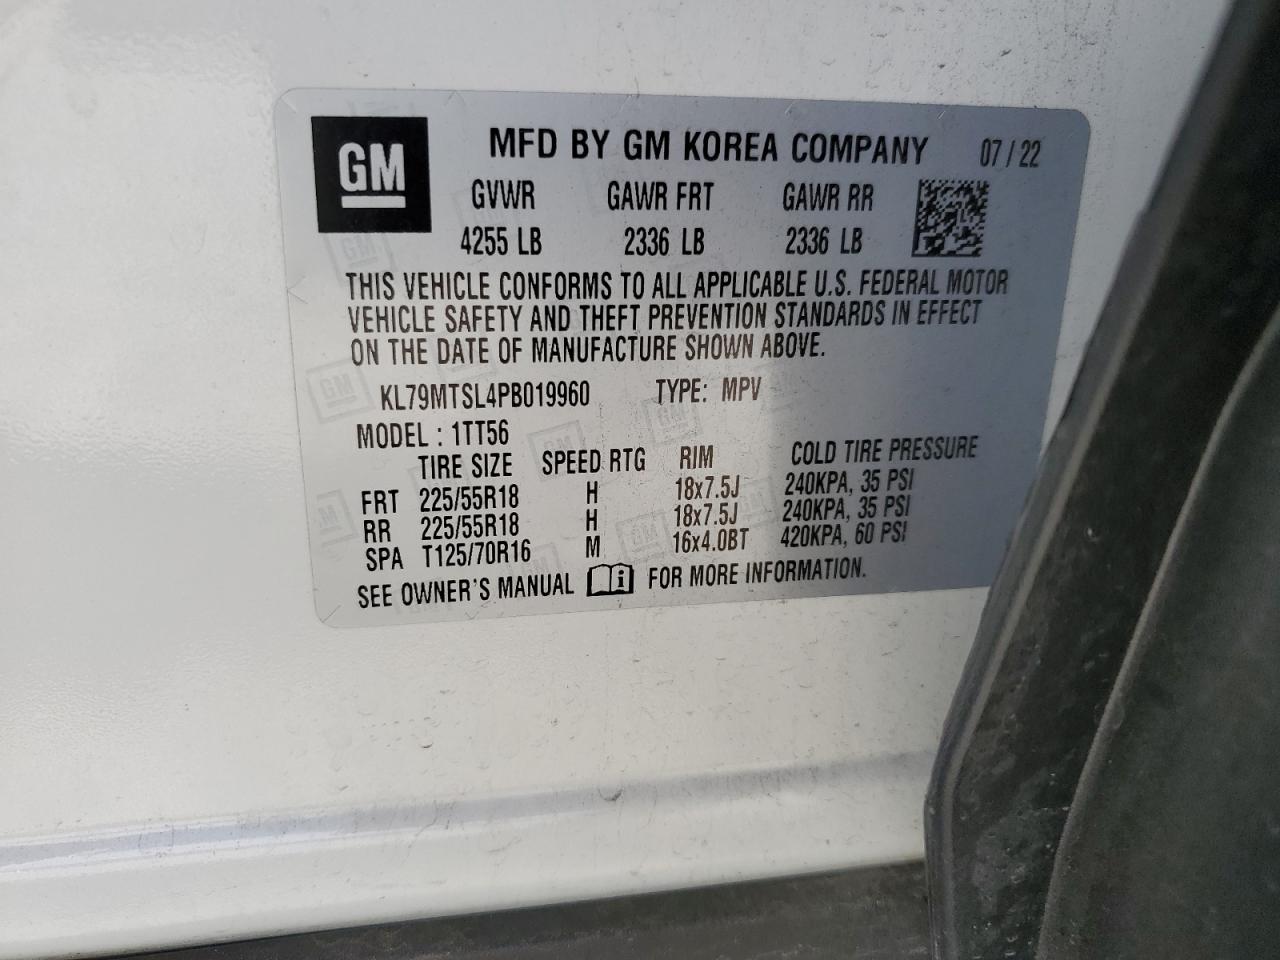 GM MFD BY GM KOREA COMPANY 07 / 22
GVWR GAWR FRT GAWR RR
4255 LB 2336 LB 2336 LB
THIS VEHICLE CONFORMS TO ALL APPLICABLE U.S. FEDERAL MOTOR
VEHICLE SAFETY AND THEFT PREVENTION STANDARDS IN EFFECT
ON THE DATE OF MANUFACTURE SHOWN ABOVE.
KL79MTSL4PB019960 TYPE: MPV
MODEL : 1TT56
TIRE SIZE SPEED RTG RIM COLD TIRE PRESSURE
FRT 225/55R18 H 18x7.5J 240KPA, 35 PSI
RR 225/55R18 H 18x7.5J 240KPA, 35 PSI
SPA T125/70R16 M 16x4.0BT 420KPA, 60 PSI
SEE OWNER'S MANUAL FOR MORE INFORMATION.